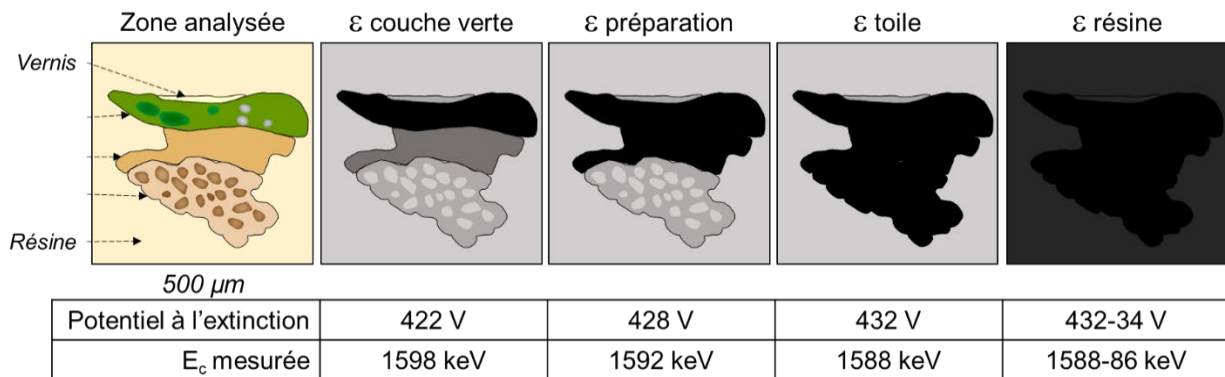 Zone analysée
ε couche verte
ε préparation
ε toile
ε résine
Vernis
Résine
500 µm
Potentiel à l'extinction 422 V 428 V 432 V 432-34 V
Ec mesurée 1598 keV 1592 keV 1588 keV 1588-86 keV